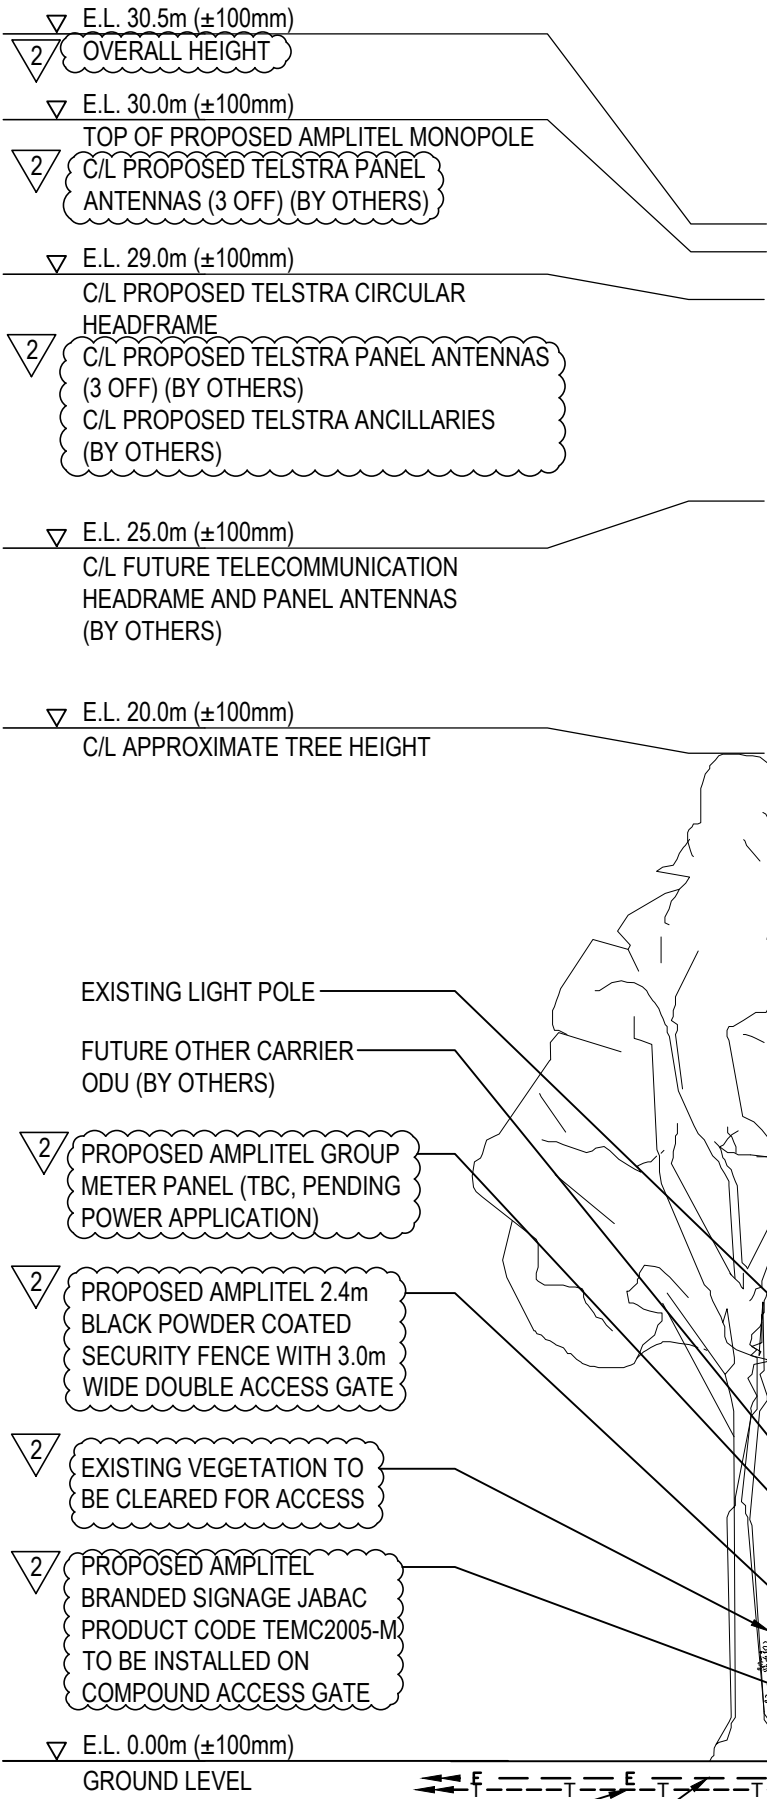 E.L. 30.5m (±100mm)
2
OVERALL HEIGHT
E.L. 30.0m (±100mm)
TOP OF PROPOSED AMPLITEL MONOPOLE
2
C/L PROPOSED TELSTRA PANEL
ANTENNAS (3 OFF) (BY OTHERS)
E.L. 29.0m (±100mm)
C/L PROPOSED TELSTRA CIRCULAR
HEADFRAME
2
C/L PROPOSED TELSTRA PANEL ANTENNAS
(3 OFF) (BY OTHERS)
C/L PROPOSED TELSTRA ANCILLARIES
(BY OTHERS)
E.L. 25.0m (±100mm)
C/L FUTURE TELECOMMUNICATION
HEADRAME AND PANEL ANTENNAS
(BY OTHERS)
E.L. 20.0m (±100mm)
C/L APPROXIMATE TREE HEIGHT
EXISTING LIGHT POLE
FUTURE OTHER CARRIER
ODU (BY OTHERS)
2
PROPOSED AMPLITEL GROUP
METER PANEL (TBC, PENDING
POWER APPLICATION)
2
PROPOSED AMPLITEL 2.4m
BLACK POWDER COATED
SECURITY FENCE WITH 3.0m
WIDE DOUBLE ACCESS GATE
2
EXISTING VEGETATION TO
BE CLEARED FOR ACCESS
2
PROPOSED AMPLITEL
BRANDED SIGNAGE JABAC
PRODUCT CODE TEMC2005-M
TO BE INSTALLED ON
COMPOUND ACCESS GATE
E.L. 0.00m (±100mm)
GROUND LEVEL
E E
T T T T